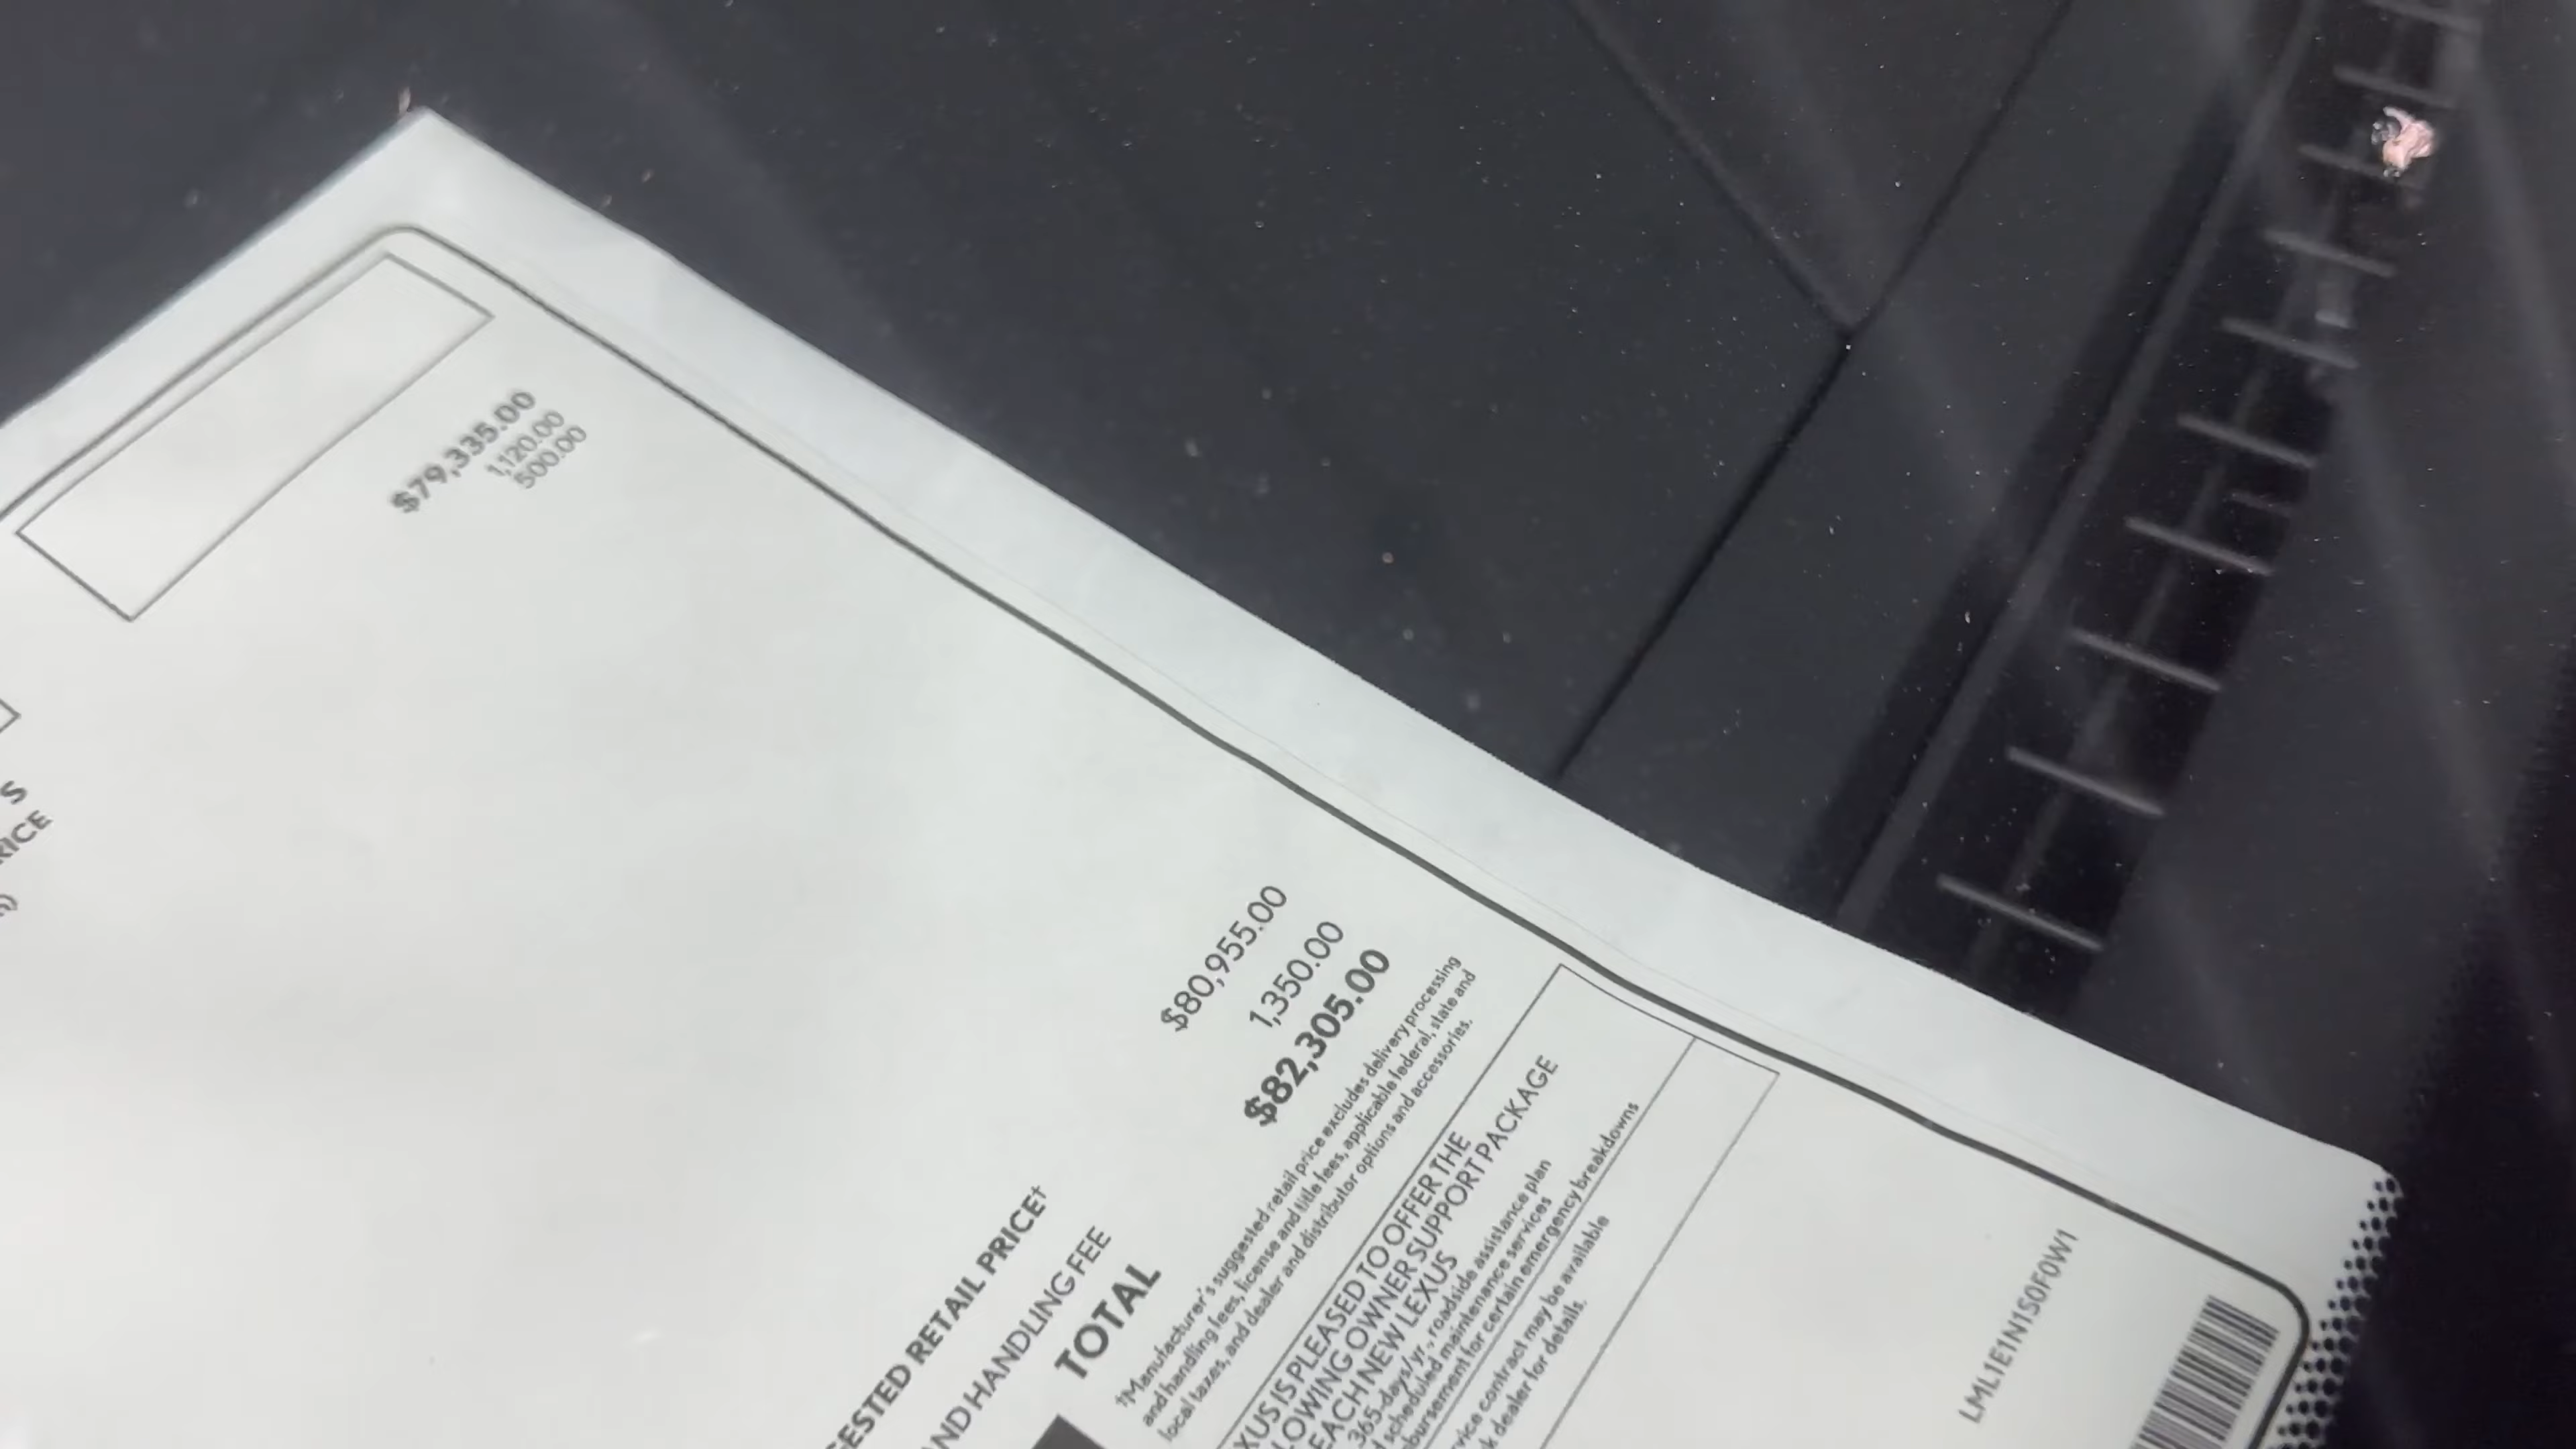 $79,335.00
1,120.00
500.00
S
RICE
$80,955.00
1,350.00
$82,305.00
GESTED RETAIL PRICE†
AND HANDLING FEE
TOTAL
†Manufacturer's suggested retail price excludes delivery processing
and handling fees, license and title fees, applicable federal, state and
local taxes, and dealer and distributor options and accessories.
XUS IS PLEASED TO OFFER THE
LOWING OWNER SUPPORT PACKAGE
EACH NEW LEXUS
365-days/yr., roadside assistance plan
d scheduled maintenance services
bursement for certain emergency breakdowns
vice contract may be available
k dealer for details.
LML1E1N1S0F0W1